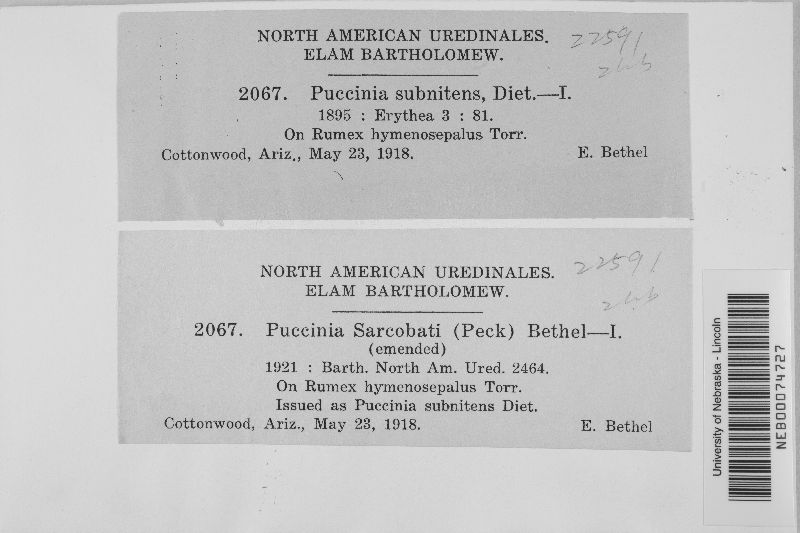 NORTH AMERICAN UREDINALES.
ELAM BARTHOLOMEW.
22591
2067. Puccinia subnitens, Diet.—I.
1895 : Erythea 3 : 81.
On Rumex hymenosepalus Torr.
Cottonwood, Ariz., May 23, 1918. E. Bethel
NORTH AMERICAN UREDINALES.
ELAM BARTHOLOMEW.
22591
2067. Puccinia Sarcobati (Peck) Bethel—I.
(emended)
1921 : Barth. North Am. Ured. 2464.
On Rumex hymenosepalus Torr.
Issued as Puccinia subnitens Diet.
Cottonwood, Ariz., May 23, 1918. E. Bethel
University of Nebraska - Lincoln
NEB00074727